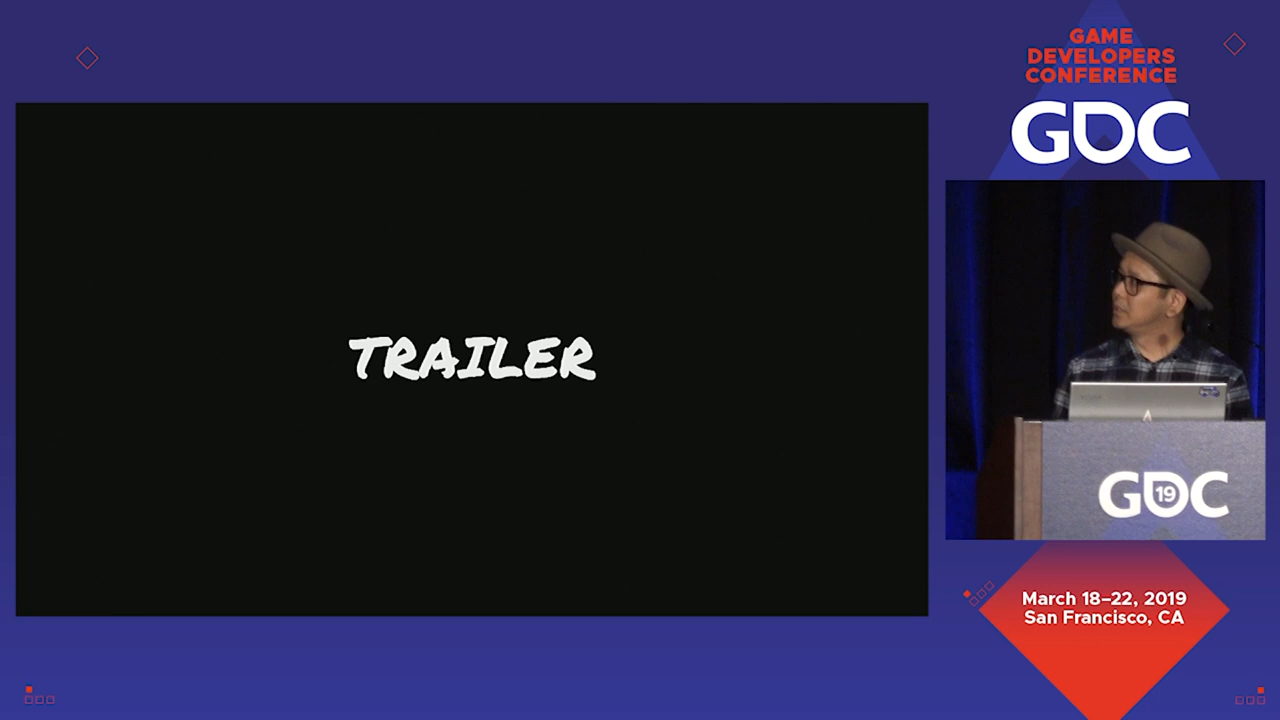 TRAILER
GAME
DEVELOPERS
CONFERENCE
GDC
GDC
19
March 18–22, 2019
San Francisco, CA